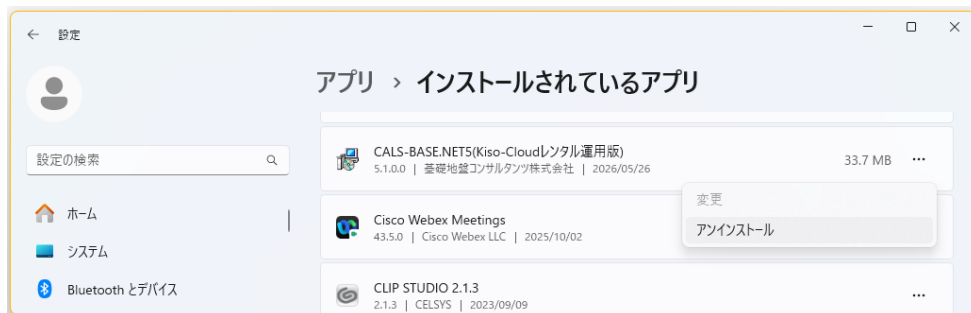 ← 設定
アプリ › インストールされているアプリ
設定の検索
CALS-BASE.NET5(Kiso-Cloudレンタル運用版)
5.1.0.0 | 基礎地盤コンサルタンツ株式会社 | 2026/05/26
33.7 MB ···
変更
アンインストール
ホーム
Cisco Webex Meetings
43.5.0 | Cisco Webex LLC | 2025/10/02
システム
Bluetooth とデバイス
CLIP STUDIO 2.1.3
2.1.3 | CELSYS | 2023/09/09
···